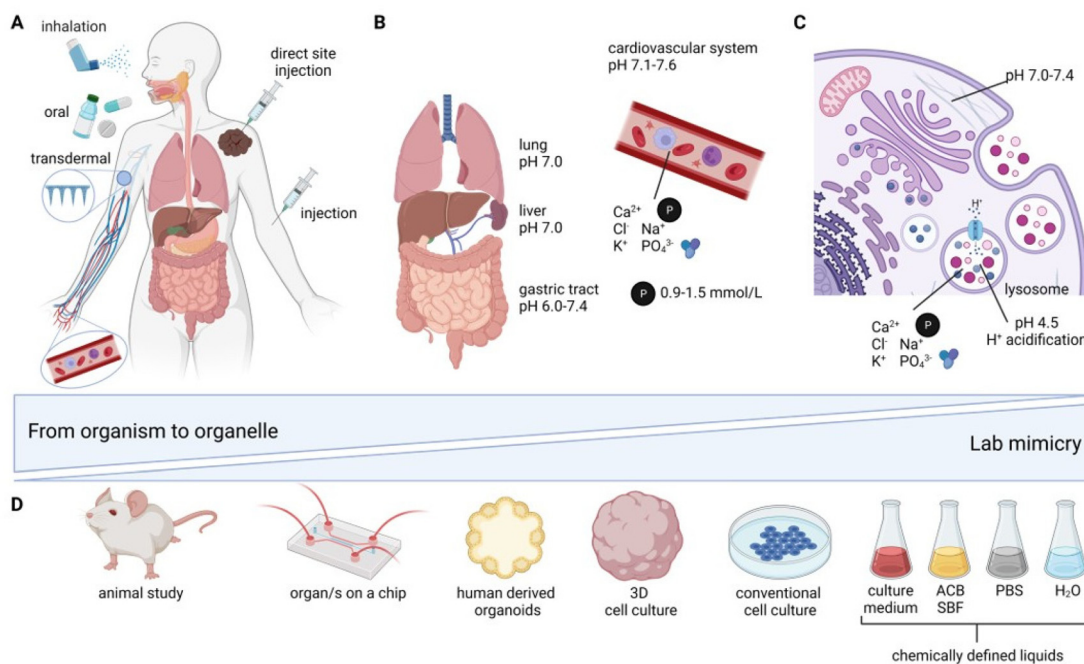 A
inhalation
oral
transdermal
direct site
injection
injection
B
cardiovascular system
pH 7.1-7.6
lung
pH 7.0
liver
pH 7.0
gastric tract
pH 6.0-7.4
Ca²⁺ P
Cl⁻ Na⁺
K⁺ PO₄³⁻
P 0.9-1.5 mmol/L
C
pH 7.0-7.4
H⁺
lysosome
pH 4.5
H⁺ acidification
Ca²⁺ P
Cl⁻ Na⁺
K⁺ PO₄³⁻
From organism to organelle
Lab mimicry
D
animal study
organ/s on a chip
human derived
organoids
3D
cell culture
conventional
cell culture
culture
medium
ACB
SBF
PBS
H₂O
chemically defined liquids